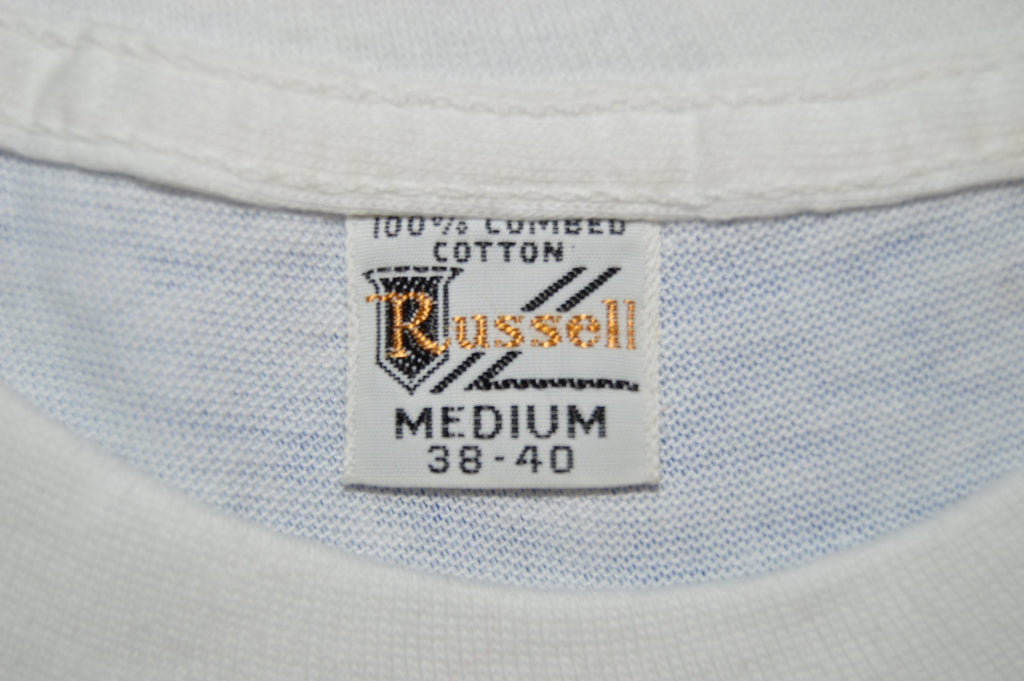 100% COMBED
COTTON
Russell
MEDIUM
38-40